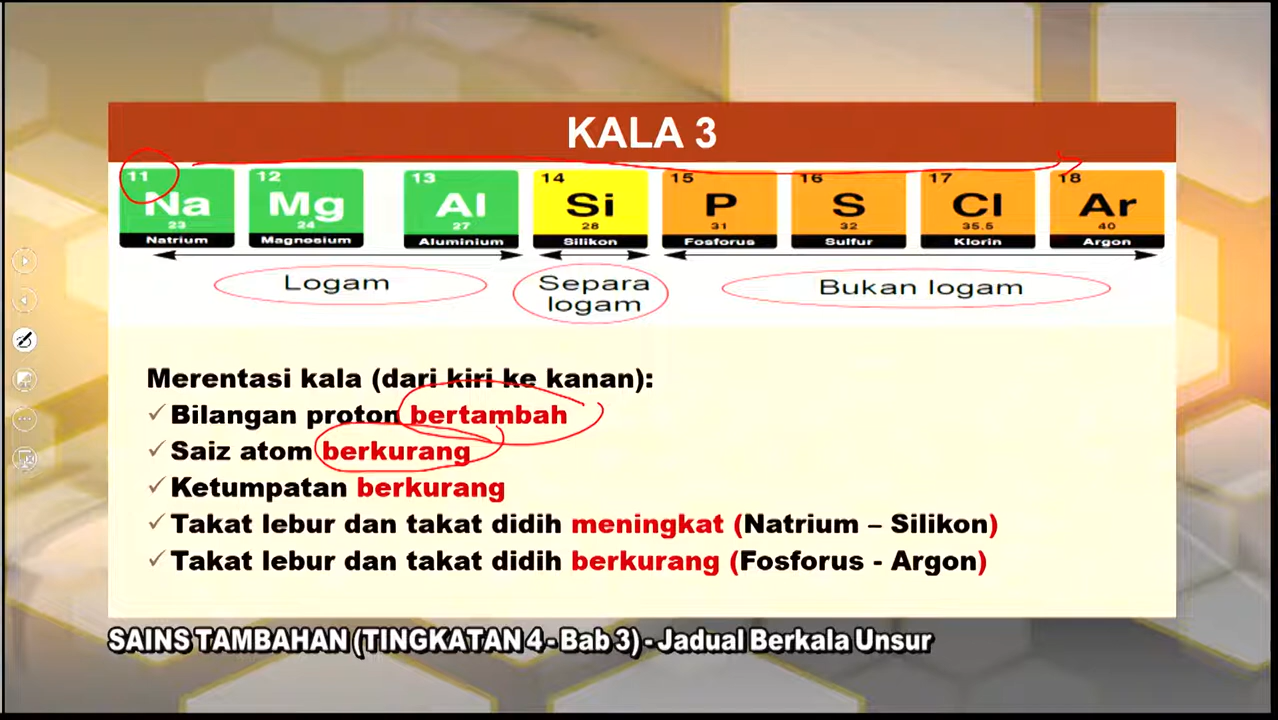 KALA 3
11 12 13 14 15 16 17 18
Na Mg Al Si P S Cl Ar
23 24 27 28 31 32 35.5 40
Natrium Magnesium Aluminium Silikon Fosforus Sulfur Klorin Argon
Logam Separa logam Bukan logam
Merentasi kala (dari kiri ke kanan):
✓ Bilangan proton bertambah
✓ Saiz atom berkurang
✓ Ketumpatan berkurang
✓ Takat lebur dan takat didih meningkat (Natrium – Silikon)
✓ Takat lebur dan takat didih berkurang (Fosforus - Argon)
SAINS TAMBAHAN (TINGKATAN 4 - Bab 3) - Jadual Berkala Unsur